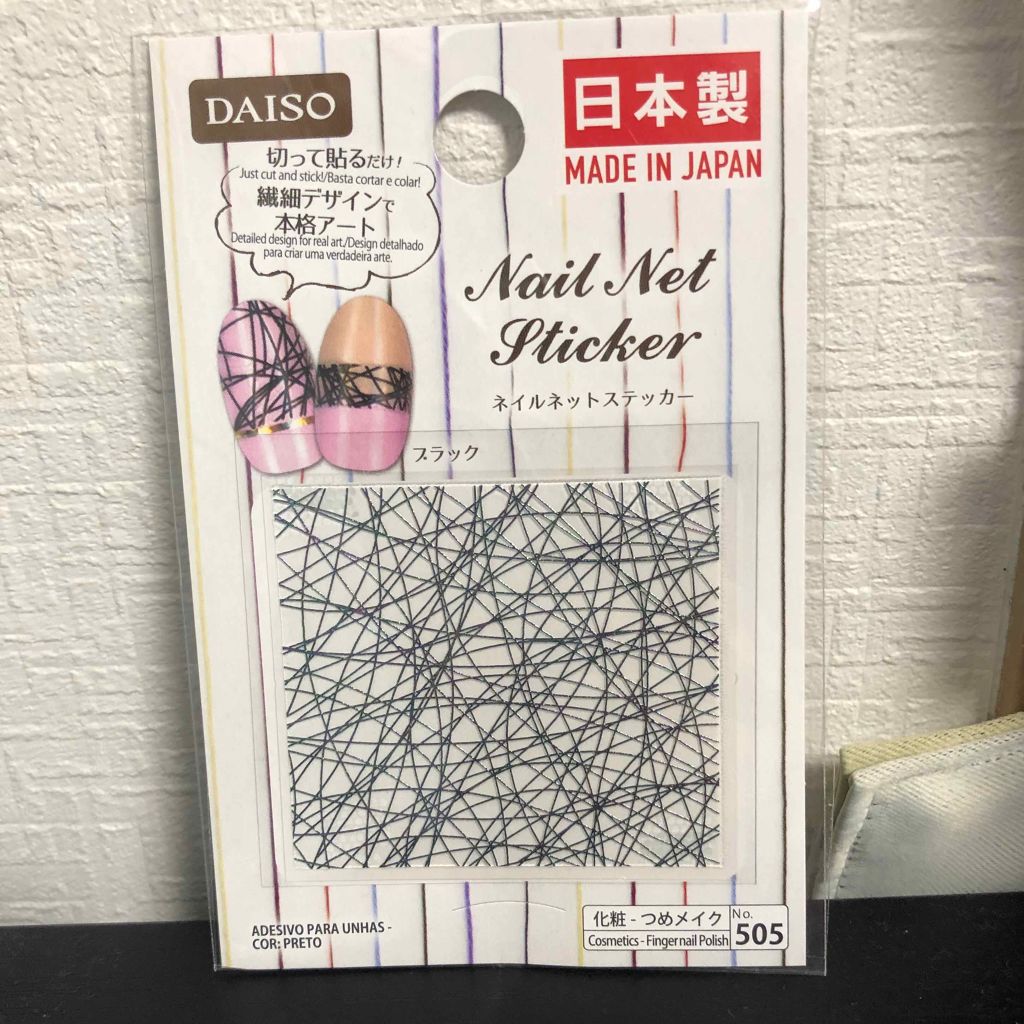 DAISO
日本製
MADE IN JAPAN
切って貼るだけ!
Just cut and stick!/Basta cortar e colar!
繊細デザインで
本格アート
Detailed design for real art./Design detalhado
para criar uma verdadeira arte.
Nail Net
Sticker
ネイルネットステッカー
ブラック
ADESIVO PARA UNHAS -
COR: PRETO
化粧 - つめメイク
Cosmetics - Fingernail Polish
No.
505